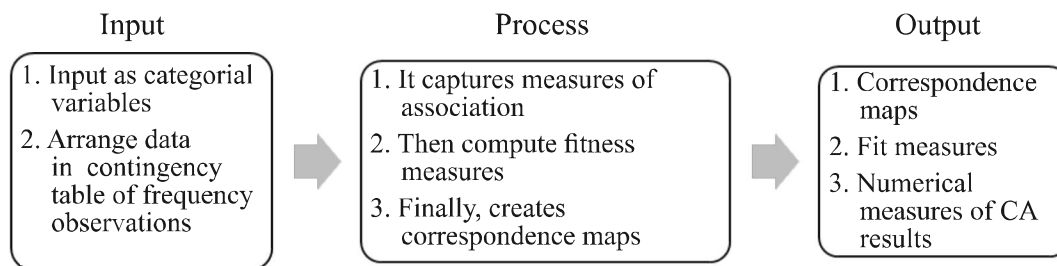 Input
1. Input as categorial
variables
2. Arrange data
in contingency
table of frequency
observations
Process
1. It captures measures of
association
2. Then compute fitness
measures
3. Finally, creates
correspondence maps
Output
1. Correspondence
maps
2. Fit measures
3. Numerical
measures of CA
results